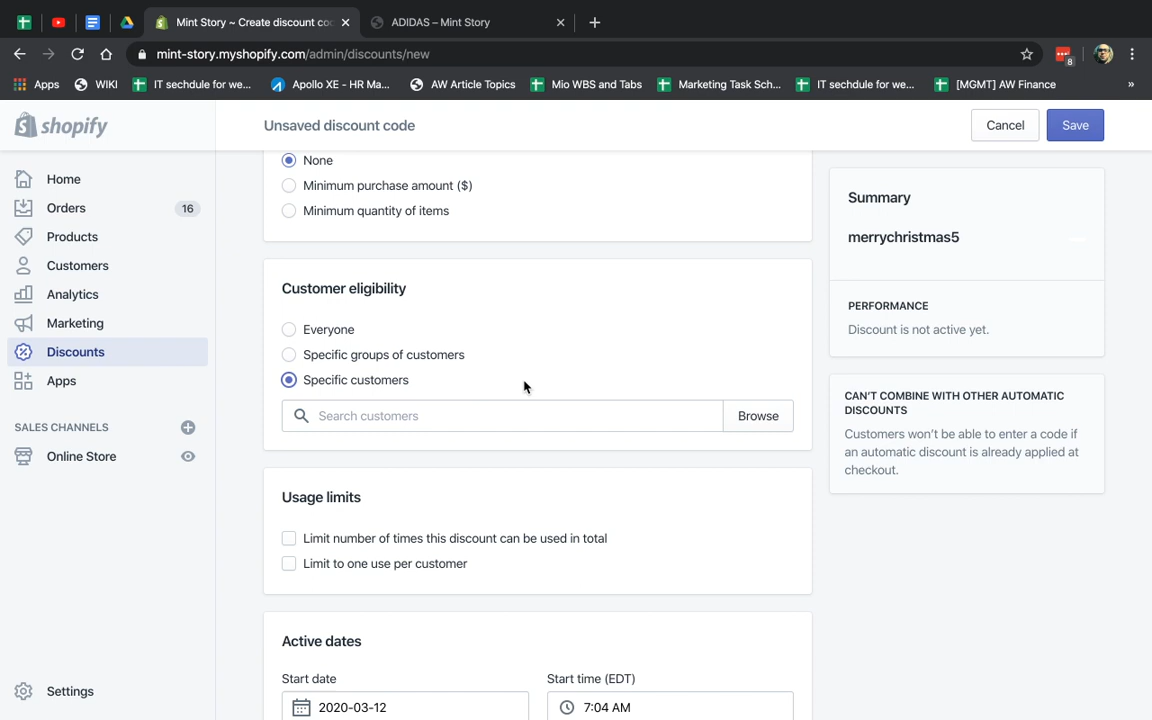 Mint Story ~ Create discount co
ADIDAS – Mint Story
mint-story.myshopify.com/admin/discounts/new
8
Apps
WIKI
IT sechdule for we...
Apollo XE - HR Ma...
AW Article Topics
Mio WBS and Tabs
Marketing Task Sch...
IT sechdule for we...
[MGMT] AW Finance
»
shopify
Unsaved discount code
Cancel
Save
Home
Orders
16
Products
Customers
Analytics
Marketing
Discounts
Apps
SALES CHANNELS
Online Store
Settings
None
Minimum purchase amount ($)
Minimum quantity of items
Customer eligibility
Everyone
Specific groups of customers
Specific customers
Search customers
Browse
Usage limits
Limit number of times this discount can be used in total
Limit to one use per customer
Active dates
Start date
Start time (EDT)
2020-03-12
7:04 AM
Summary
merrychristmas5
PERFORMANCE
Discount is not active yet.
CAN'T COMBINE WITH OTHER AUTOMATIC
DISCOUNTS
Customers won't be able to enter a code if
an automatic discount is already applied at
checkout.